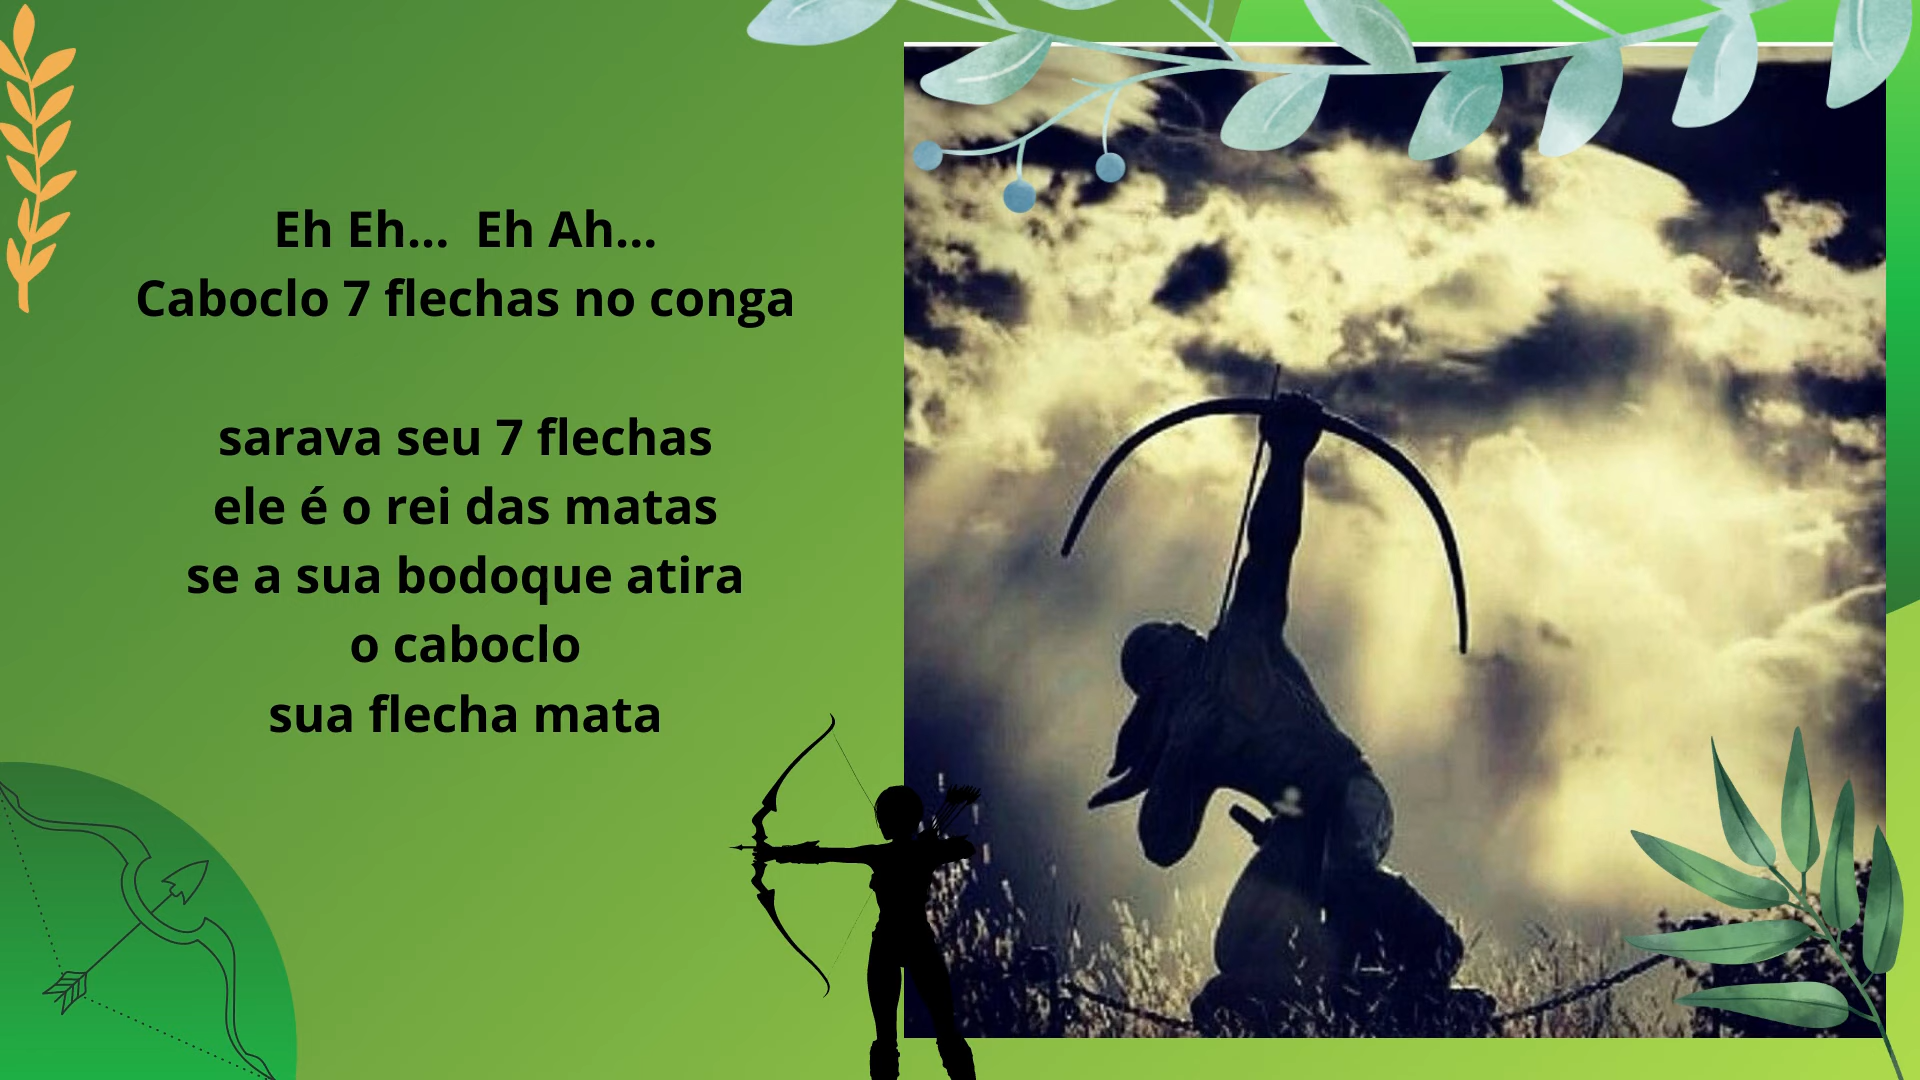 Eh Eh...  Eh Ah...
Caboclo 7 flechas no conga
sarava seu 7 flechas
ele é o rei das matas
se a sua bodoque atira
o caboclo
sua flecha mata